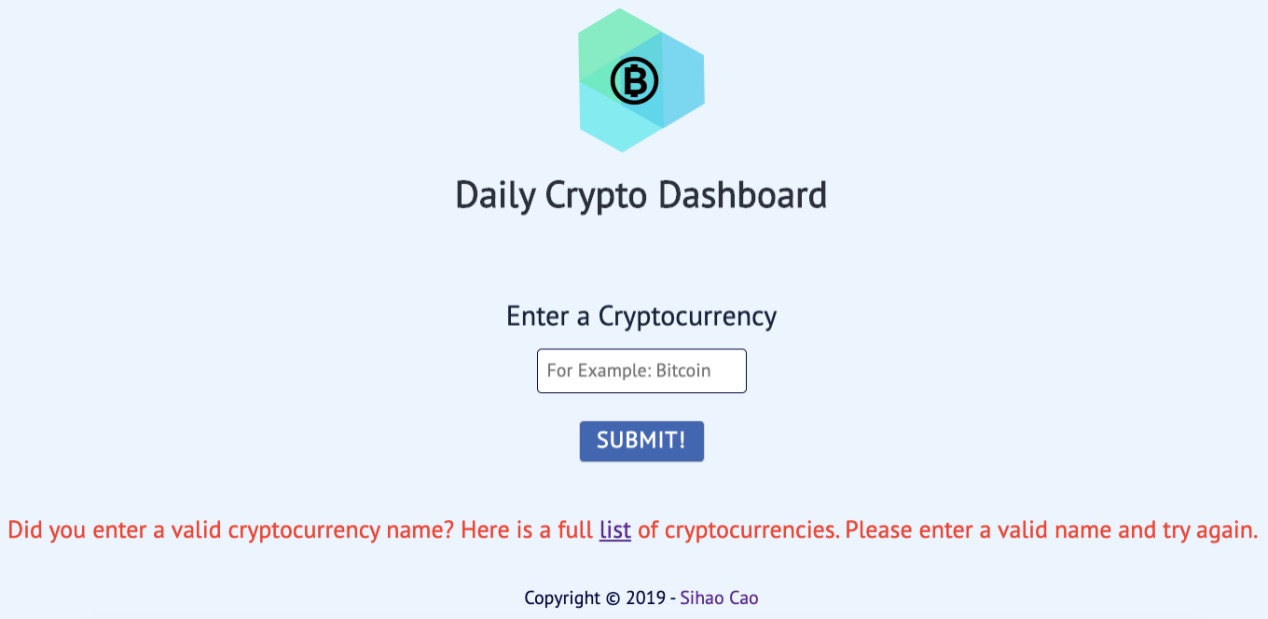 Daily Crypto Dashboard
Enter a Cryptocurrency
For Example: Bitcoin
SUBMIT!
Did you enter a valid cryptocurrency name? Here is a full list of cryptocurrencies. Please enter a valid name and try again.
Copyright © 2019 - Sihao Cao